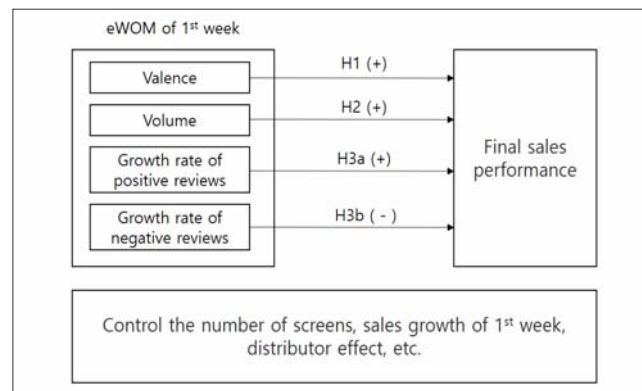 eWOM of 1st week
Valence
Volume
Growth rate of
positive reviews
Growth rate of
negative reviews
H1 (+)
H2 (+)
H3a (+)
H3b ( - )
Final sales
performance
Control the number of screens, sales growth of 1st week,
distributor effect, etc.